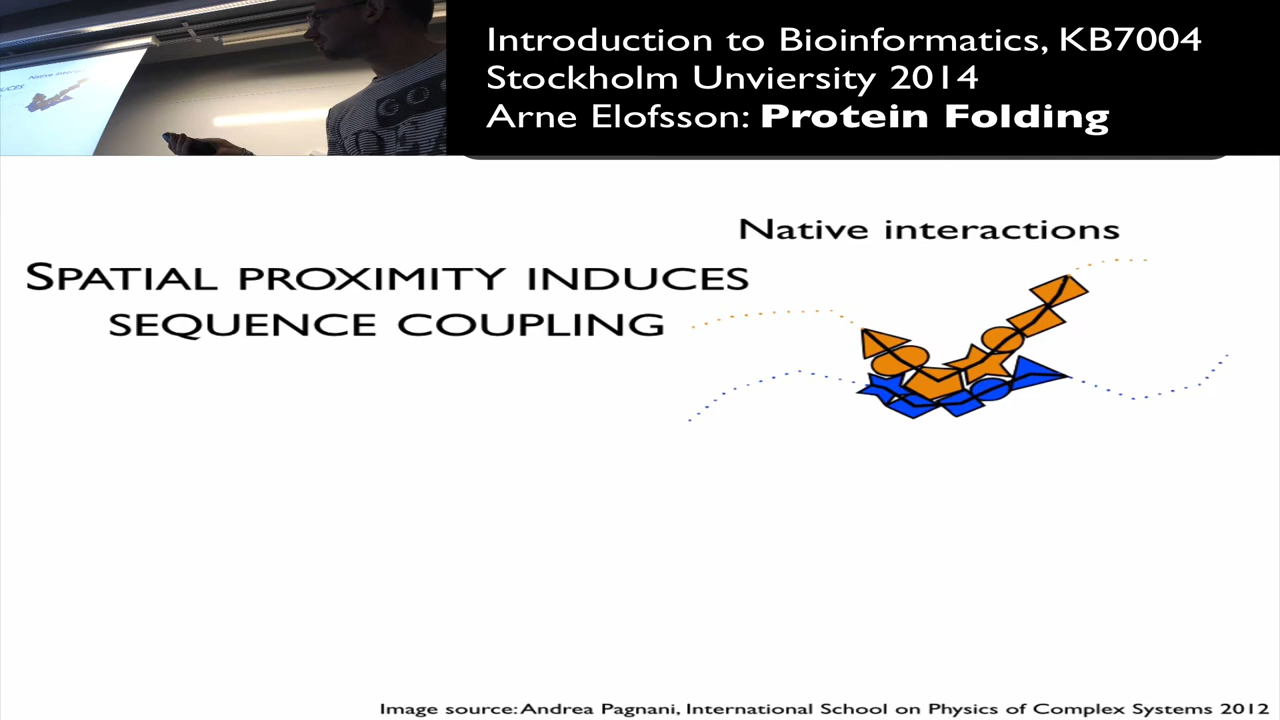 Introduction to Bioinformatics, KB7004
Stockholm Unviersity 2014
Arne Elofsson: Protein Folding
Native interactions
SPATIAL PROXIMITY INDUCES
SEQUENCE COUPLING
Image source: Andrea Pagnani, International School on Physics of Complex Systems 2012